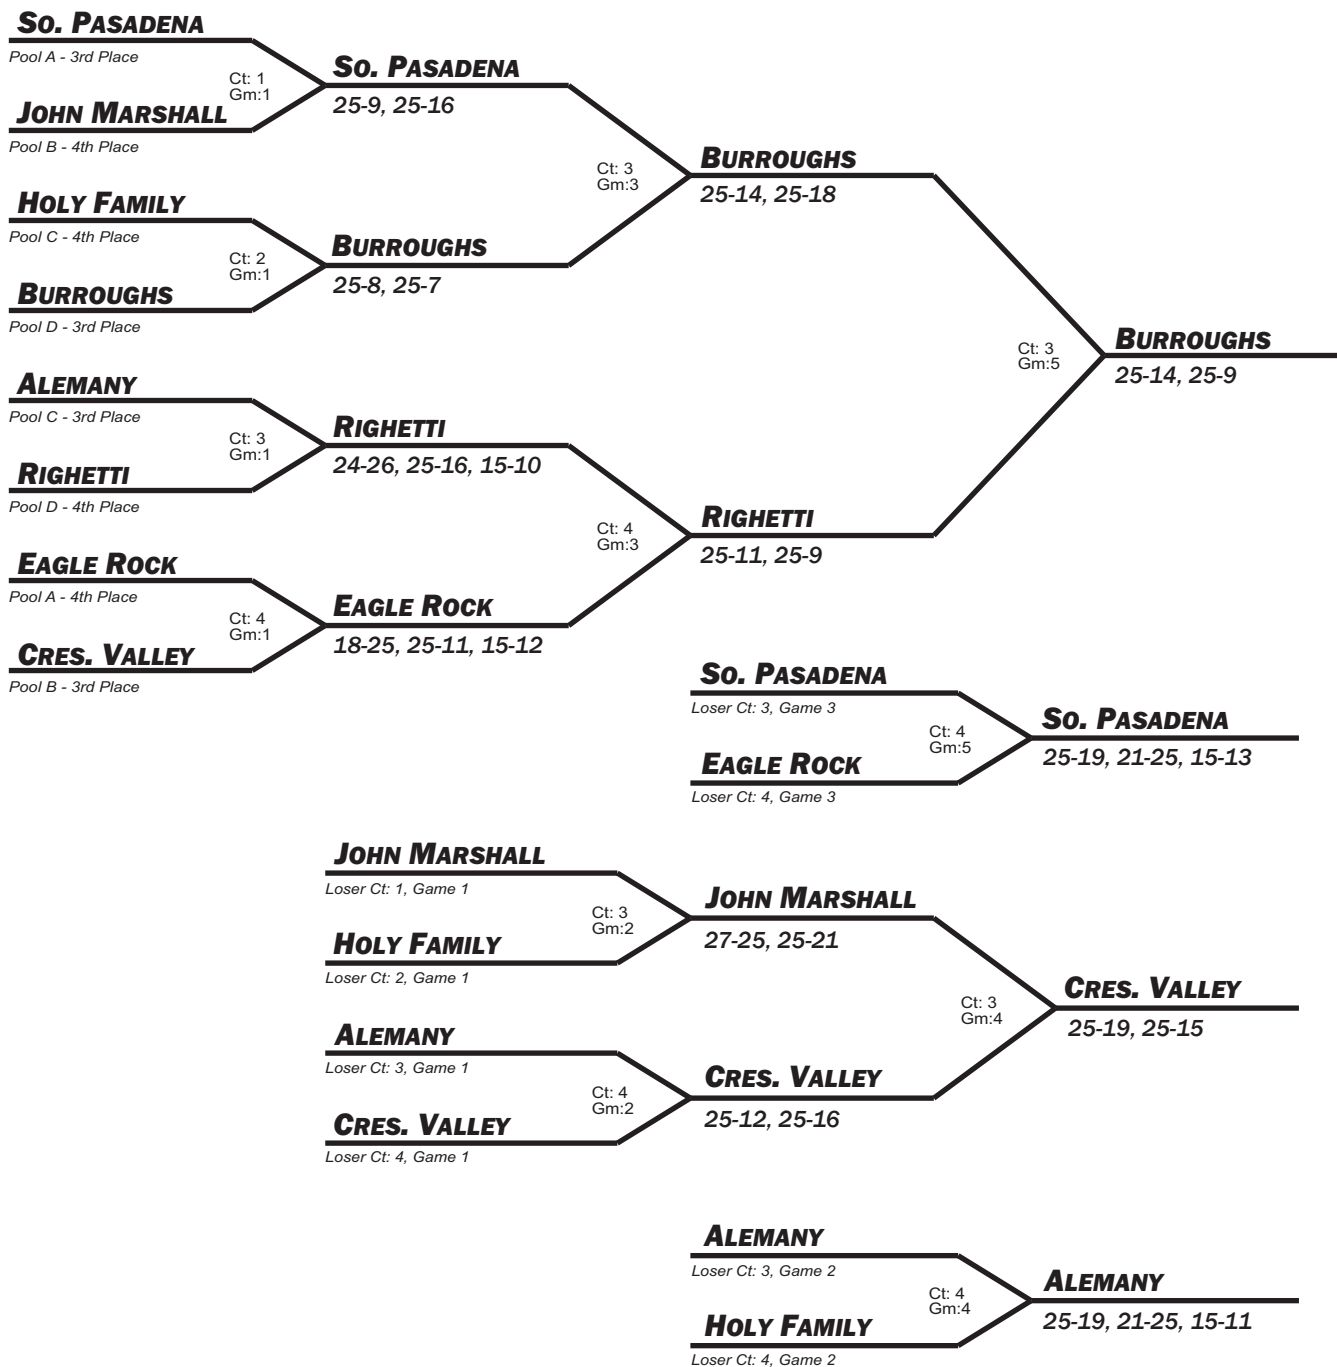 SO. PASADENA
Pool A - 3rd Place
Ct: 1
Gm:1
JOHN MARSHALL
Pool B - 4th Place
SO. PASADENA
25-9, 25-16
HOLY FAMILY
Pool C - 4th Place
Ct: 2
Gm:1
BURROUGHS
Pool D - 3rd Place
BURROUGHS
25-8, 25-7
Ct: 3
Gm:3
BURROUGHS
25-14, 25-18
ALEMANY
Pool C - 3rd Place
Ct: 3
Gm:1
RIGHETTI
Pool D - 4th Place
RIGHETTI
24-26, 25-16, 15-10
EAGLE ROCK
Pool A - 4th Place
Ct: 4
Gm:1
CRES. VALLEY
Pool B - 3rd Place
EAGLE ROCK
18-25, 25-11, 15-12
Ct: 4
Gm:3
RIGHETTI
25-11, 25-9
Ct: 3
Gm:5
BURROUGHS
25-14, 25-9
SO. PASADENA
Loser Ct: 3, Game 3
Ct: 4
Gm:5
EAGLE ROCK
Loser Ct: 4, Game 3
SO. PASADENA
25-19, 21-25, 15-13
JOHN MARSHALL
Loser Ct: 1, Game 1
Ct: 3
Gm:2
HOLY FAMILY
Loser Ct: 2, Game 1
JOHN MARSHALL
27-25, 25-21
ALEMANY
Loser Ct: 3, Game 1
Ct: 4
Gm:2
CRES. VALLEY
Loser Ct: 4, Game 1
CRES. VALLEY
25-12, 25-16
Ct: 3
Gm:4
CRES. VALLEY
25-19, 25-15
ALEMANY
Loser Ct: 3, Game 2
Ct: 4
Gm:4
HOLY FAMILY
Loser Ct: 4, Game 2
ALEMANY
25-19, 21-25, 15-11